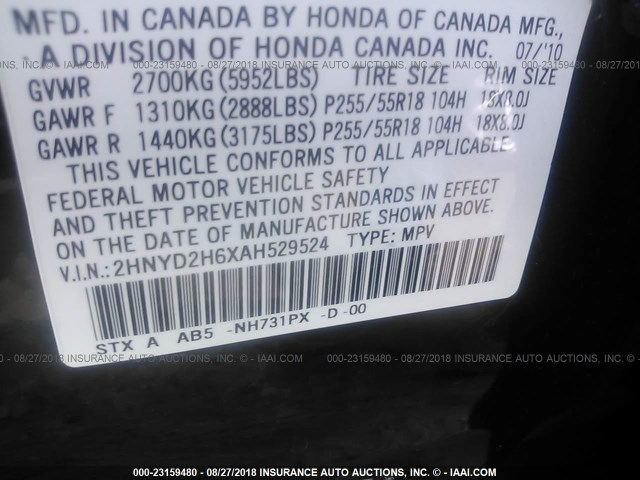 MFD. IN CANADA BY HONDA OF CANADA MFG.,
A DIVISION OF HONDA CANADA INC. 07/'10
GVWR 2700KG (5952LBS) TIRE SIZE RIM SIZE
GAWR F 1310KG (2888LBS) P255/55R18 104H 18X8.0J
GAWR R 1440KG (3175LBS) P255/55R18 104H 18X8.0J
THIS VEHICLE CONFORMS TO ALL APPLICABLE
FEDERAL MOTOR VEHICLE SAFETY
AND THEFT PREVENTION STANDARDS IN EFFECT
ON THE DATE OF MANUFACTURE SHOWN ABOVE.
V.I.N.: 2HNYD2H6XAH529524 TYPE: MPV
STX A AB5 -NH731PX -D -00
000-23159480 - 08/27/2018 INSURANCE AUTO AUCTIONS INC. © - IAAI.COM